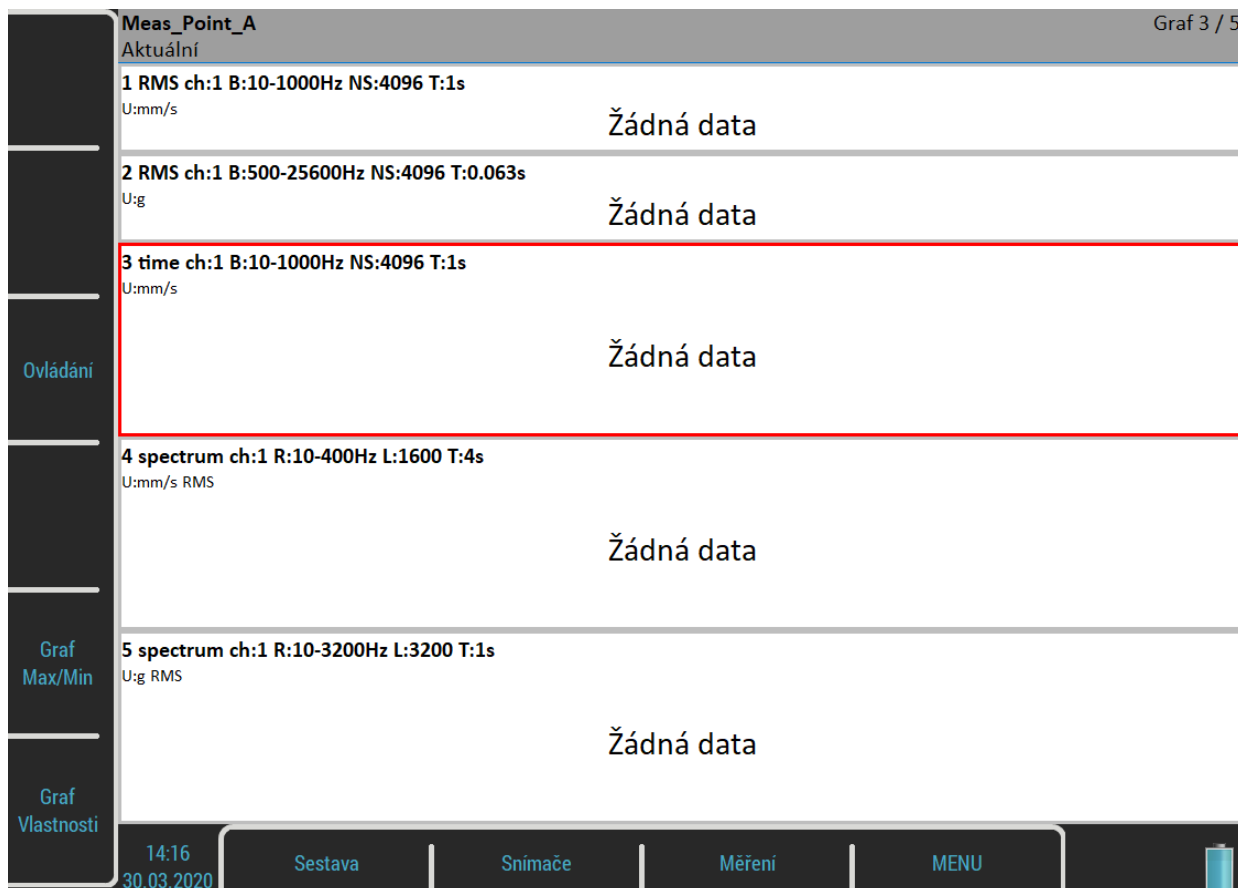 Meas_Point_A
Graf 3 / 5
Aktuální
1 RMS ch:1 B:10-1000Hz NS:4096 T:1s
U:mm/s
Žádná data
2 RMS ch:1 B:500-25600Hz NS:4096 T:0.063s
U:g
Žádná data
3 time ch:1 B:10-1000Hz NS:4096 T:1s
U:mm/s
Žádná data
4 spectrum ch:1 R:10-400Hz L:1600 T:4s
U:mm/s RMS
Žádná data
5 spectrum ch:1 R:10-3200Hz L:3200 T:1s
U:g RMS
Žádná data
Ovládání
Graf
Max/Min
Graf
Vlastnosti
14:16
30.03.2020
Sestava
Snímače
Měření
MENU